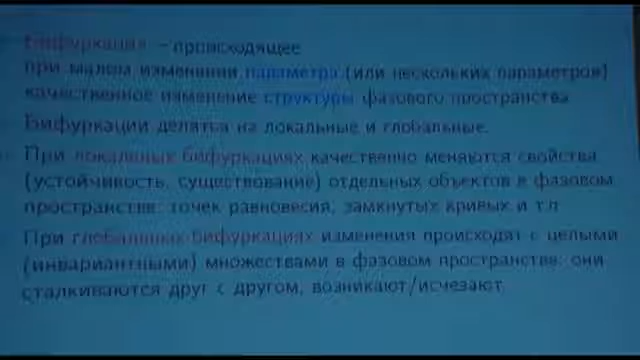 Бифуркация – происходящее
при малом изменении параметра (или нескольких параметров)
качественное изменение структуры фазового пространства.
Бифуркации делятся на локальные и глобальные.
При локальных бифуркациях качественно меняются свойства
(устойчивость, существование) отдельных объектов в фазовом
пространстве: точек равновесия, замкнутых кривых и т.п.
При глобальных бифуркациях изменения происходят с целыми
(инвариантными) множествами в фазовом пространстве: они
сталкиваются друг с другом, возникают/исчезают.